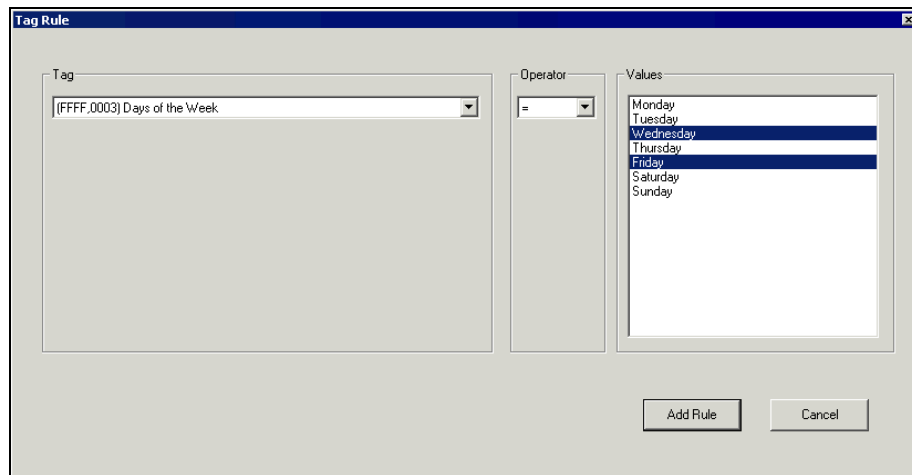 Tag Rule
Tag
Operator
Values
(FFFF,0003) Days of the Week
=
Monday
Tuesday
Wednesday
Thursday
Friday
Saturday
Sunday
Add Rule
Cancel